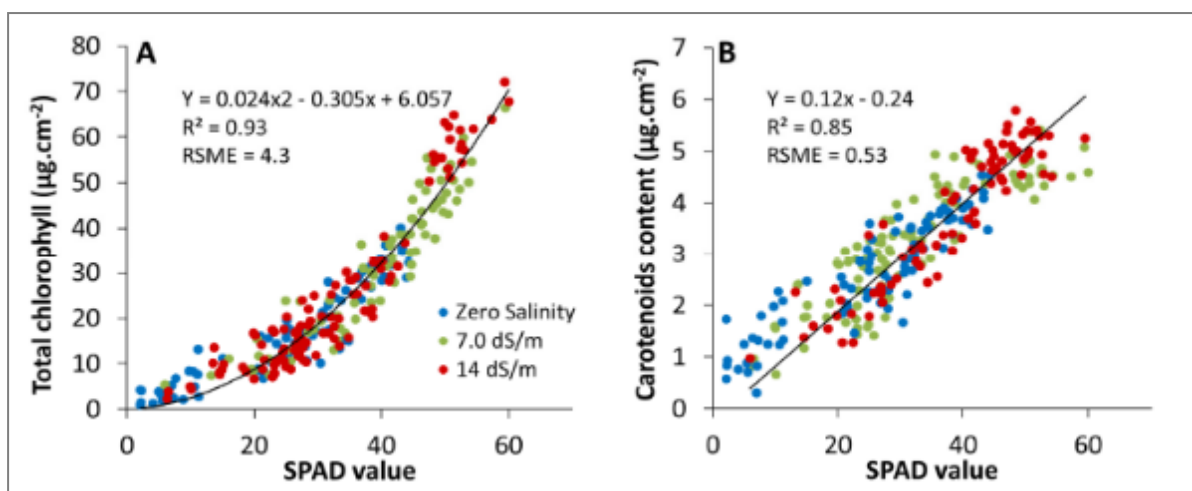 A
Y = 0.024x2 - 0.305x + 6.057
R² = 0.93
RSME = 4.3
Total chlorophyll (µg.cm⁻²)
80
70
60
50
40
30
20
10
0
Zero Salinity
7.0 dS/m
14 dS/m
0 20 40 60
SPAD value
B
Y = 0.12x - 0.24
R² = 0.85
RSME = 0.53
Carotenoids content (µg.cm⁻²)
7
6
5
4
3
2
1
0
0 20 40 60
SPAD value